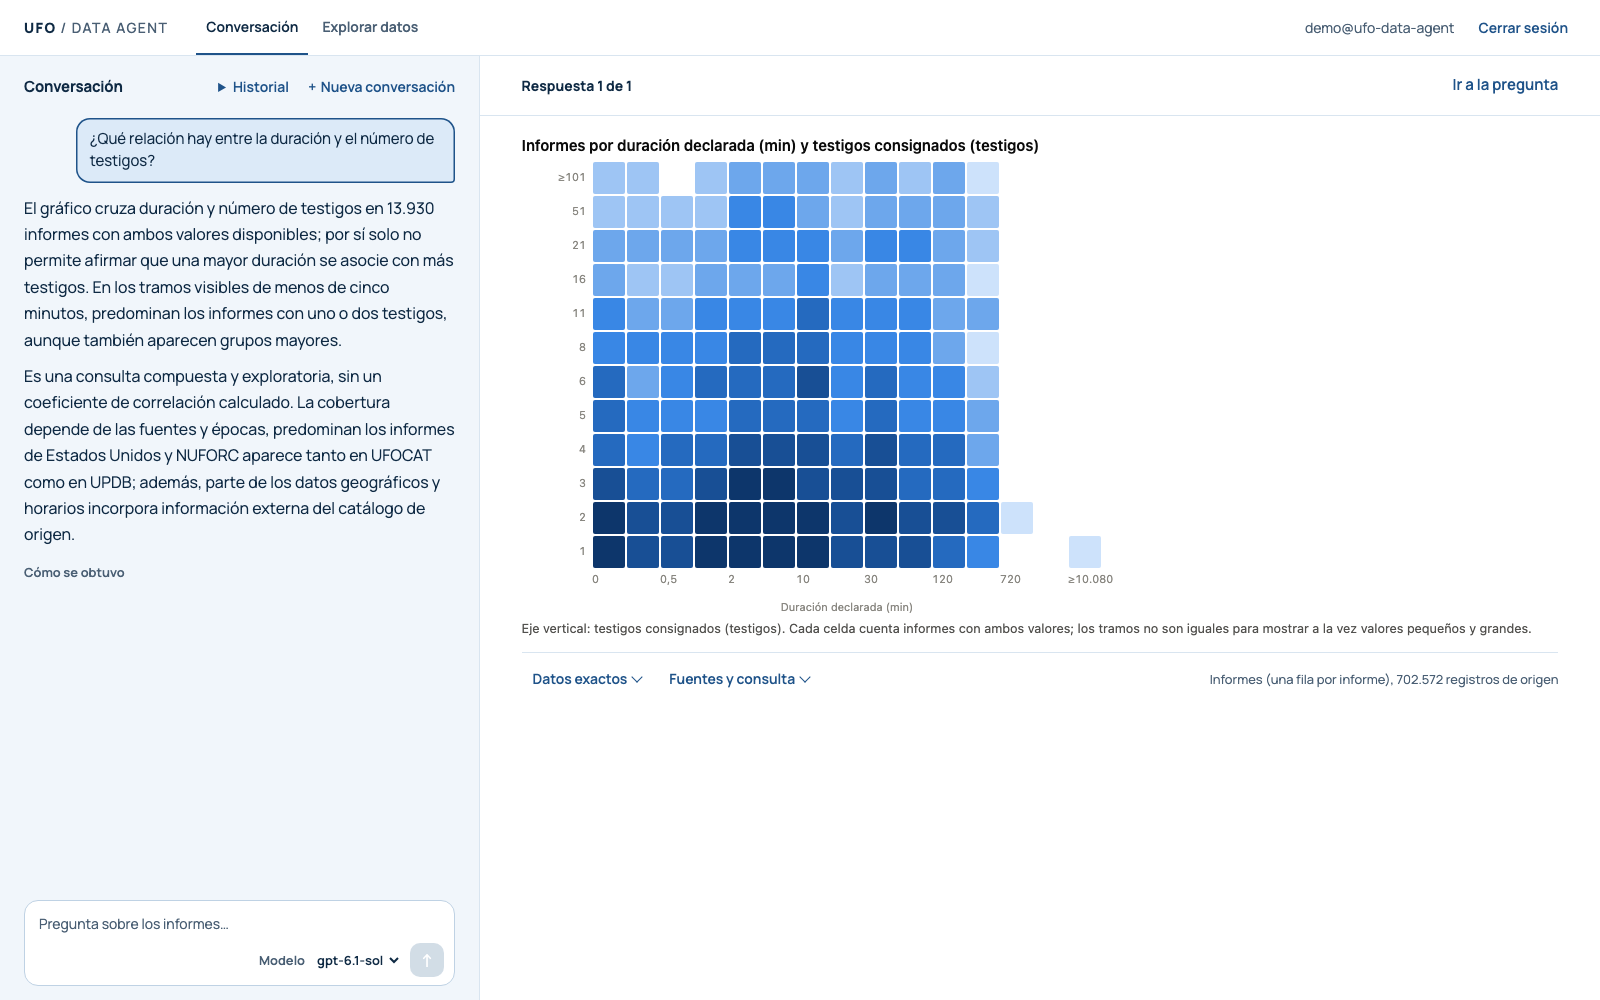 UFO / DATA AGENT
Conversación
Explorar datos
demo@ufo-data-agent
Cerrar sesión
Conversación
▶ Historial
+ Nueva conversación
¿Qué relación hay entre la duración y el número de
testigos?
El gráfico cruza duración y número de testigos en 13.930
informes con ambos valores disponibles; por sí solo no
permite afirmar que una mayor duración se asocie con más
testigos. En los tramos visibles de menos de cinco
minutos, predominan los informes con uno o dos testigos,
aunque también aparecen grupos mayores.
Es una consulta compuesta y exploratoria, sin un
coeficiente de correlación calculado. La cobertura
depende de las fuentes y épocas, predominan los informes
de Estados Unidos y NUFORC aparece tanto en UFOCAT
como en UPDB; además, parte de los datos geográficos y
horarios incorpora información externa del catálogo de
origen.
Cómo se obtuvo
Pregunta sobre los informes…
Modelo
gpt-6.1-sol
Respuesta 1 de 1
Ir a la pregunta
Informes por duración declarada (min) y testigos consignados (testigos)
≥101
51
21
16
11
8
6
5
4
3
2
1
0
0,5
2
10
30
120
720
≥10.080
Duración declarada (min)
Eje vertical: testigos consignados (testigos). Cada celda cuenta informes con ambos valores; los tramos no son iguales para mostrar a la vez valores pequeños y grandes.
Datos exactos
Fuentes y consulta
Informes (una fila por informe), 702.572 registros de origen